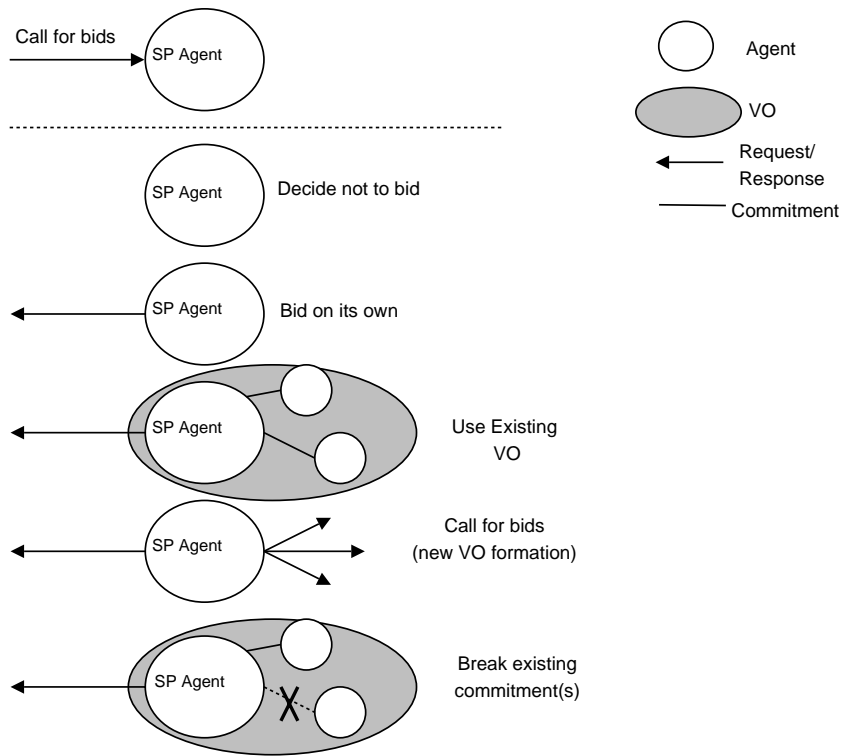 Call for bids
SP Agent
Agent
VO
Request/
Response
Commitment
SP Agent
Decide not to bid
SP Agent
Bid on its own
SP Agent
Use Existing
VO
SP Agent
Call for bids
(new VO formation)
SP Agent
Break existing
commitment(s)